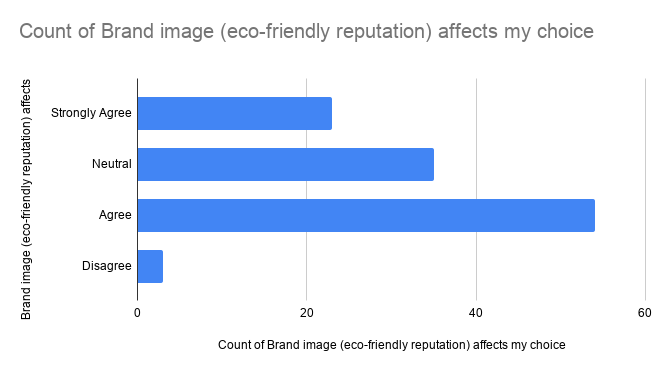 Count of Brand image (eco-friendly reputation) affects my choice
Brand image (eco-friendly reputation) affects
Strongly Agree
Neutral
Agree
Disagree
0 20 40 60
Count of Brand image (eco-friendly reputation) affects my choice